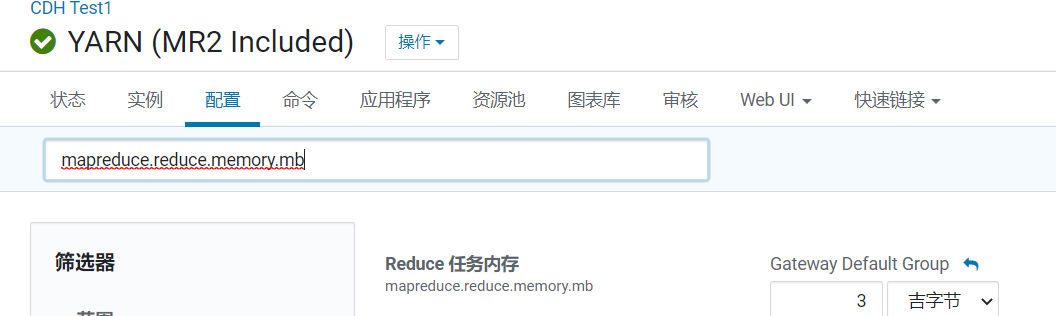 CDH Test1
YARN (MR2 Included) 操作
状态 实例 配置 命令 应用程序 资源池 图表库 审核 Web UI 快速链接
mapreduce.reduce.memory.mb
筛选器
Reduce 任务内存 Gateway Default Group
mapreduce.reduce.memory.mb
3 吉字节